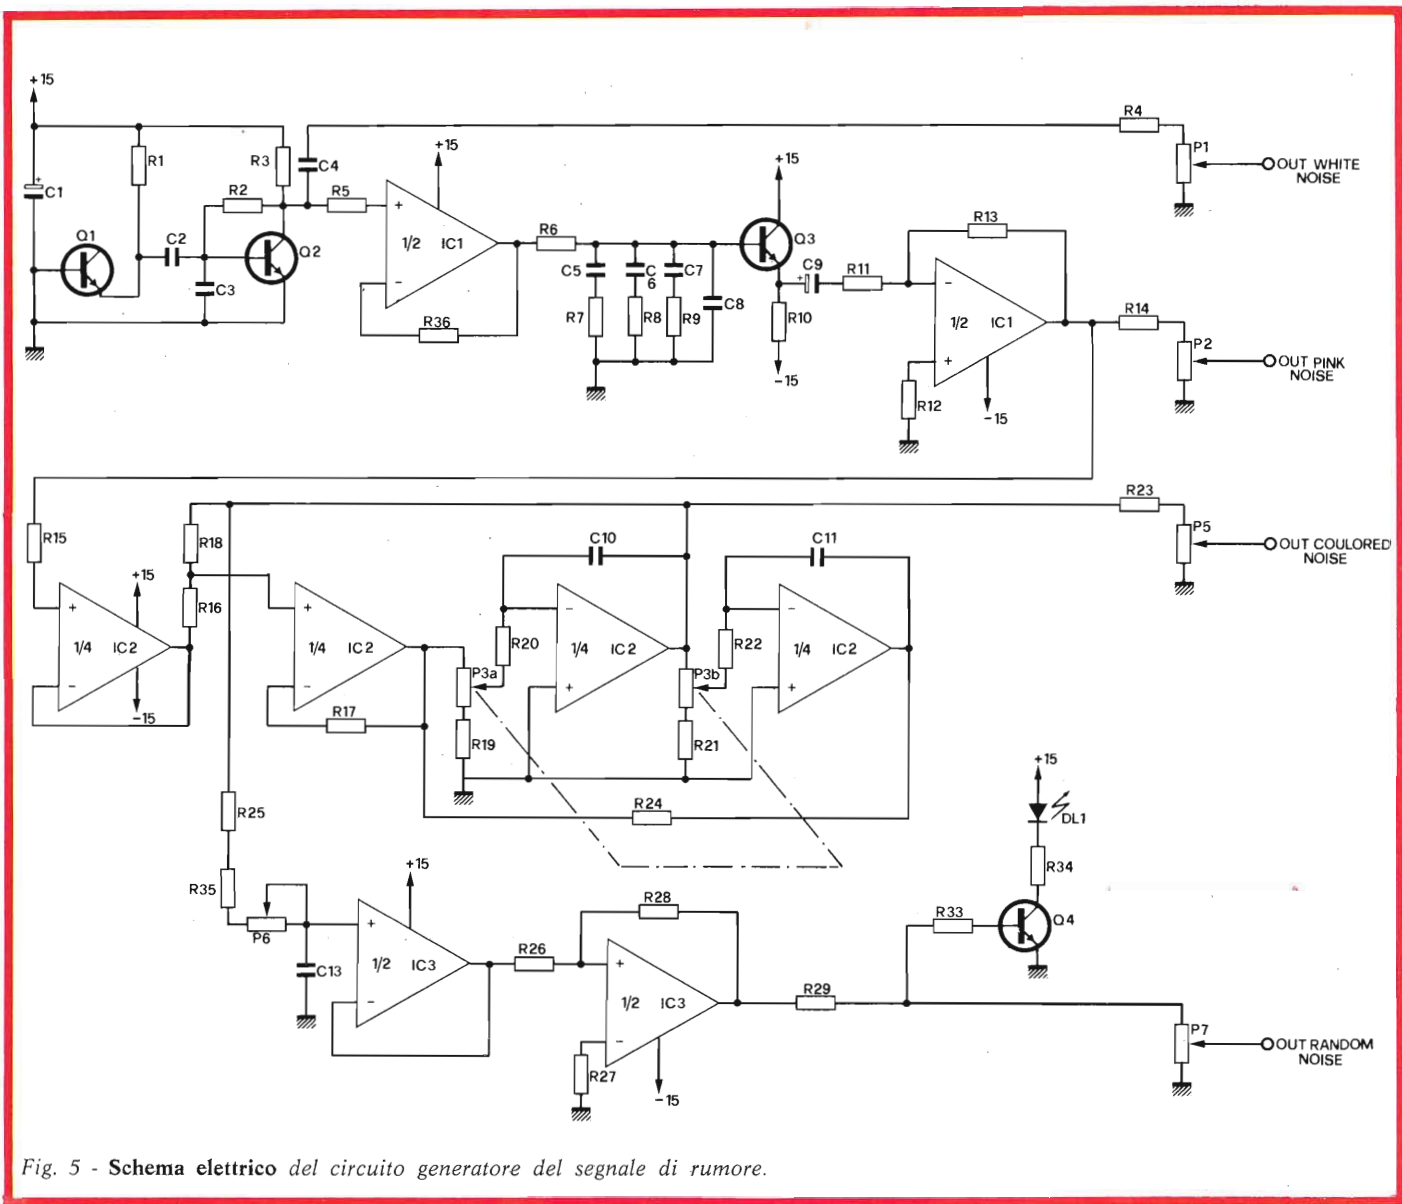 +15
R1
R3
C4
+15
R4
P1
OUT WHITE
NOISE
C1
+
R2
R5
+
1/2 IC1
−
R36
Q1
C2
Q2
C3
R6
C5
C
6
C7
C8
R7
R8
R9
+15
Q3
C9
+
R11
R10
−15
R13
−
1/2 IC1
+
R12
−15
R14
P2
OUT PINK
NOISE
R15
R18
R16
+15
+
1/4 IC2
−
−15
+
1/4 IC2
−
R17
P3a
R19
R20
C10
−
1/4 IC2
+
P3b
R21
R22
C11
−
1/4 IC2
+
R24
R23
P5
OUT COULORED
NOISE
R25
R35
P6
C13
+15
+
1/2 IC3
−
R26
R28
+
1/2 IC3
−
R27
−15
R29
R33
+15
DL1
R34
Q4
P7
OUT RANDOM
NOISE
Fig. 5 - Schema elettrico del circuito generatore del segnale di rumore.